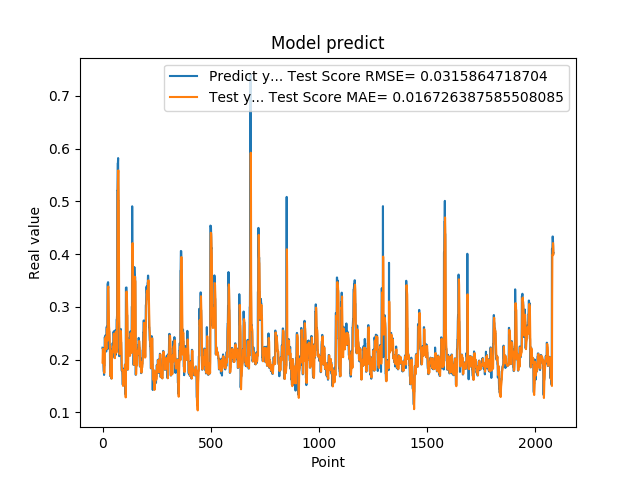 Model predict
Predict y... Test Score RMSE= 0.0315864718704
Test y... Test Score MAE= 0.016726387585508085
Real value
0.7
0.6
0.5
0.4
0.3
0.2
0.1
0
500
1000
1500
2000
Point